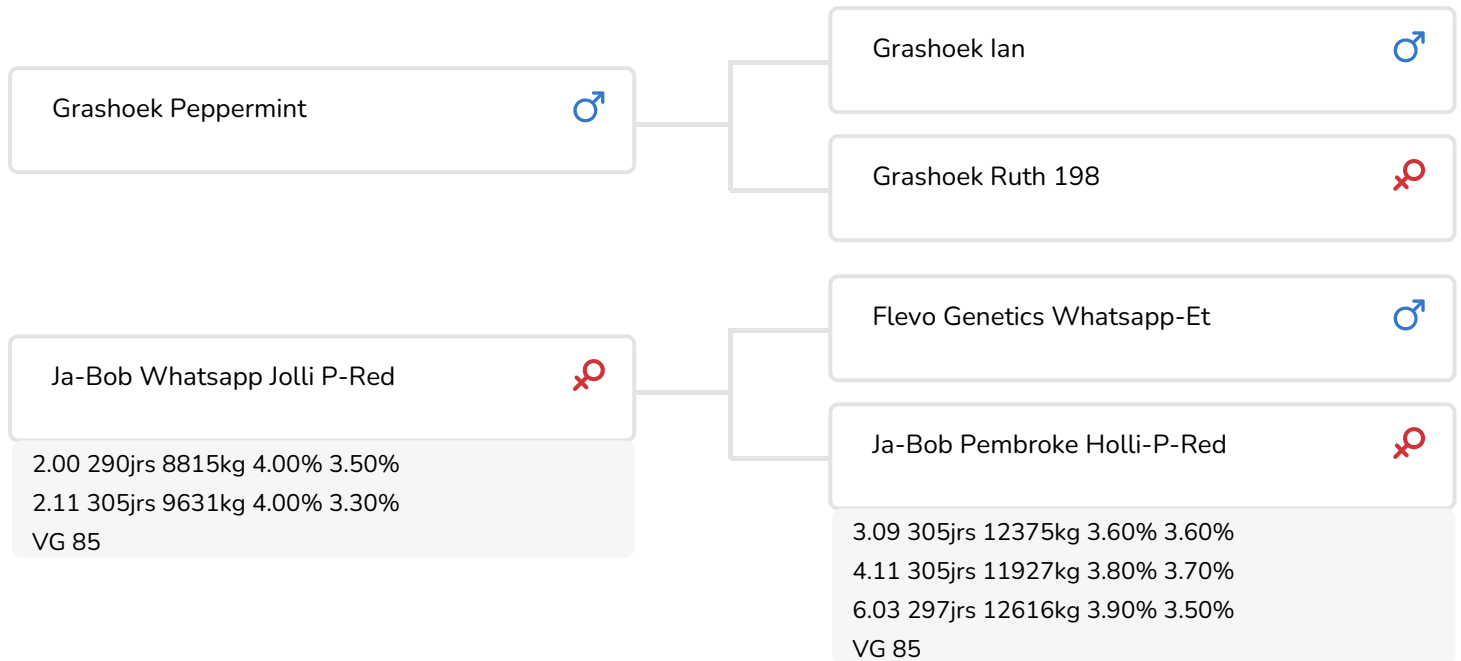 Grashoek Ian
Grashoek Peppermint
Grashoek Ruth 198
Flevo Genetics Whatsapp-Et
Ja-Bob Whatsapp Jolli P-Red
2.00 290jrs 8815kg 4.00% 3.50%
2.11 305jrs 9631kg 4.00% 3.30%
VG 85
Ja-Bob Pembroke Holli-P-Red
3.09 305jrs 12375kg 3.60% 3.60%
4.11 305jrs 11927kg 3.80% 3.70%
6.03 297jrs 12616kg 3.90% 3.50%
VG 85